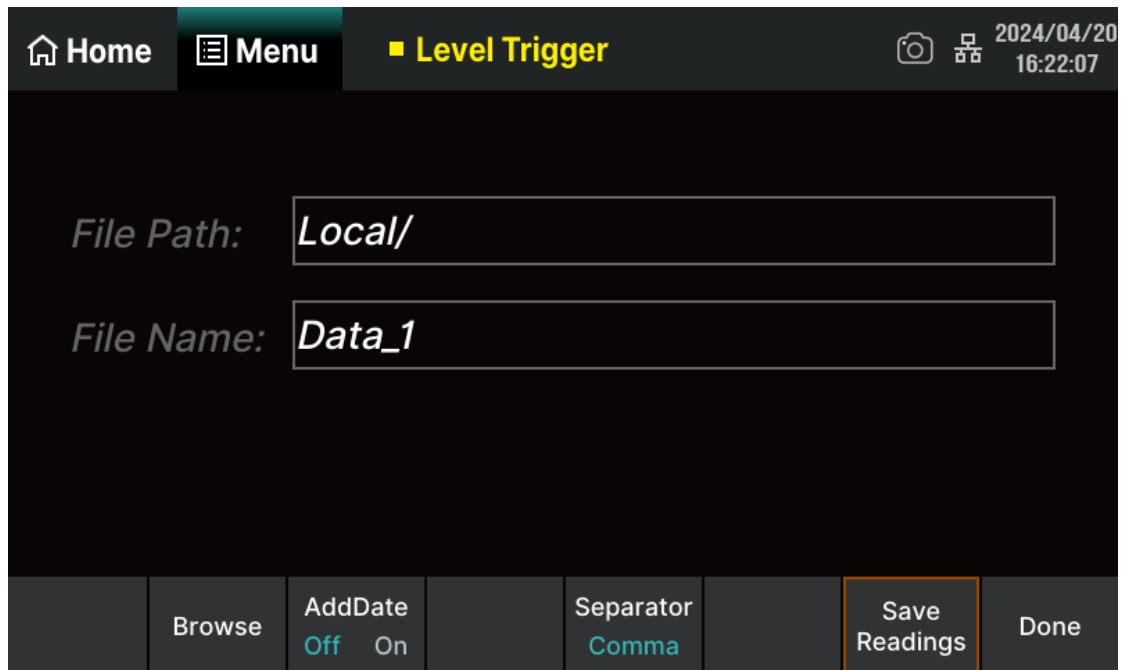 Home
Menu
Level Trigger
2024/04/20
16:22:07
File Path: Local/
File Name: Data_1
Browse
AddDate
Off On
Separator
Comma
Save
Readings
Done